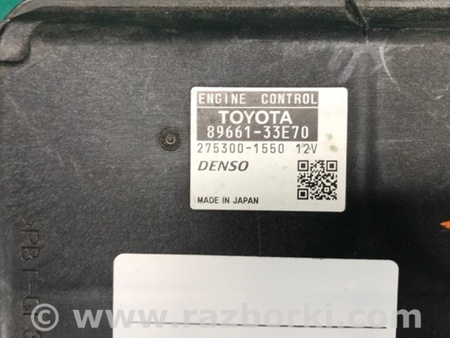 ENGINE CONTROL
TOYOTA
89661-33E70
275300-1550 12V
DENSO
MADE IN JAPAN
© www.razborki.com